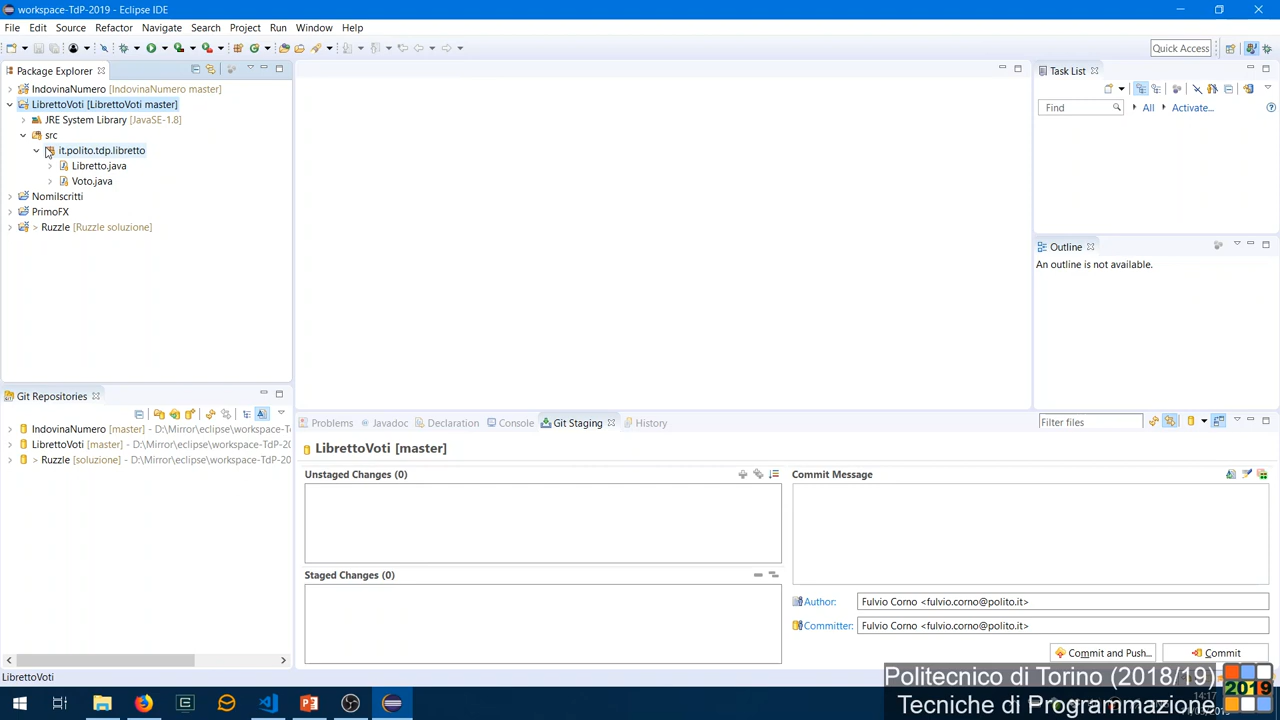 workspace-TdP-2019 - Eclipse IDE
File Edit Source Refactor Navigate Search Project Run Window Help
Quick Access
Package Explorer
IndovinaNumero [IndovinaNumero master]
LibrettoVoti [LibrettoVoti master]
JRE System Library [JavaSE-1.8]
src
it.polito.tdp.libretto
Libretto.java
Voto.java
NomiIscritti
PrimoFX
> Ruzzle [Ruzzle soluzione]
Task List
Find All Activate...
Outline
An outline is not available.
Git Repositories
IndovinaNumero [master] - D:\Mirror\eclipse\workspace-T
LibrettoVoti [master] - D:\Mirror\eclipse\workspace-TdP-20
> Ruzzle [soluzione] - D:\Mirror\eclipse\workspace-TdP-201
Problems Javadoc Declaration Console Git Staging History
Filter files
LibrettoVoti [master]
Unstaged Changes (0)
Staged Changes (0)
Commit Message
Author: Fulvio Corno <fulvio.corno@polito.it>
Committer: Fulvio Corno <fulvio.corno@polito.it>
Commit and Push... Commit
LibrettoVoti
Politecnico di Torino (2018/19)
Tecniche di Programmazione
2019
14:17